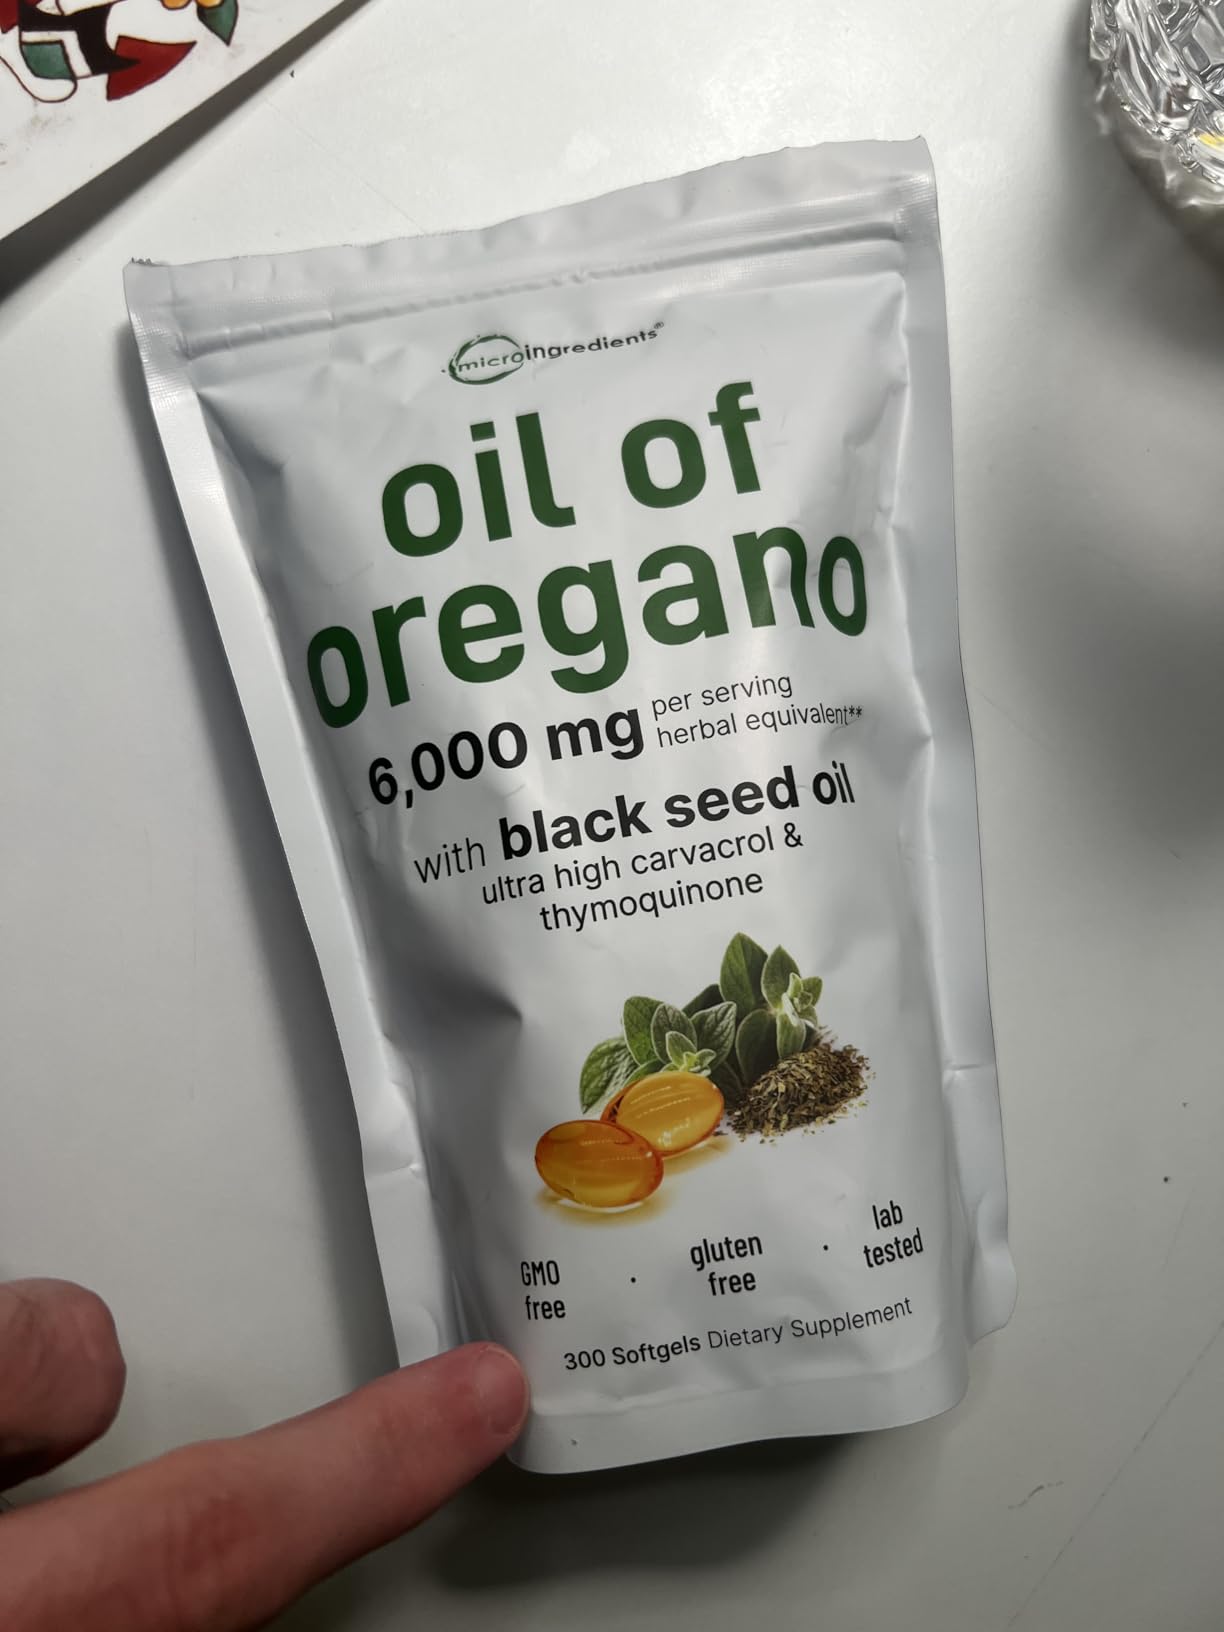 microingredients®
oil of
oregano
6,000 mg per serving
herbal equivalent**
with black seed oil
ultra high carvacrol &
thymoquinone
GMO free · gluten free · lab tested
300 Softgels Dietary Supplement